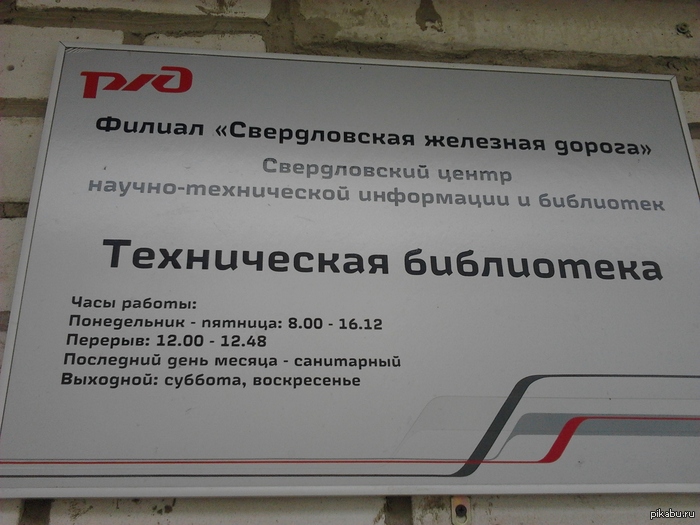 РЖД
Филиал «Свердловская железная дорога»
Свердловский центр
научно-технической информации и библиотек
Техническая библиотека
Часы работы:
Понедельник - пятница: 8.00 - 16.12
Перерыв: 12.00 - 12.48
Последний день месяца - санитарный
Выходной: суббота, воскресенье
pikabu.ru